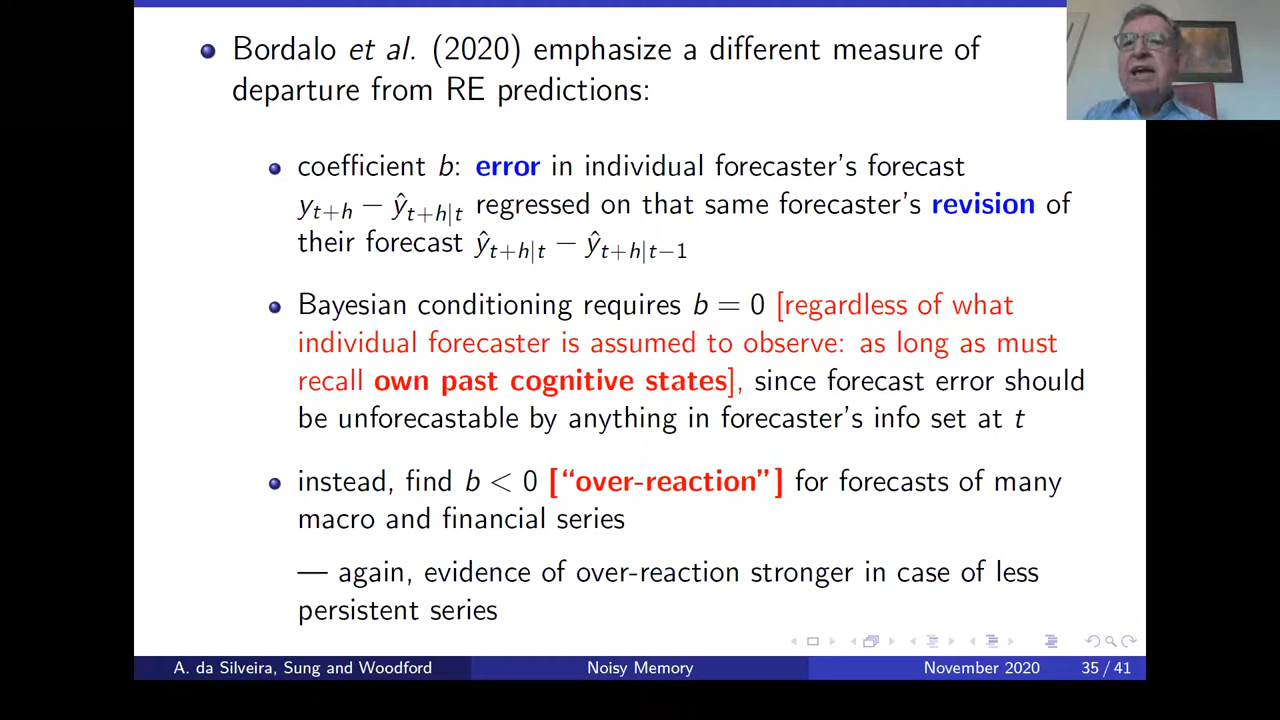 Bordalo et al. (2020) emphasize a different measure of
departure from RE predictions:
coefficient b: error in individual forecaster's forecast
y_{t+h} − ŷ_{t+h|t} regressed on that same forecaster's revision of
their forecast ŷ_{t+h|t} − ŷ_{t+h|t−1}
Bayesian conditioning requires b = 0 [regardless of what
individual forecaster is assumed to observe: as long as must
recall own past cognitive states], since forecast error should
be unforecastable by anything in forecaster's info set at t
instead, find b < 0 ["over-reaction"] for forecasts of many
macro and financial series
— again, evidence of over-reaction stronger in case of less
persistent series
A. da Silveira, Sung and Woodford Noisy Memory November 2020 35 / 41